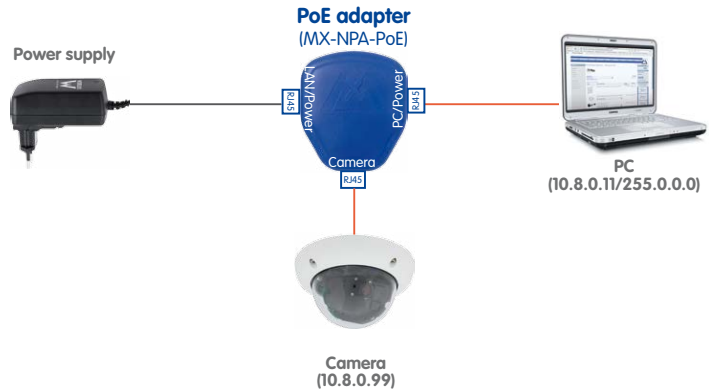 PoE adapter
(MX-NPA-PoE)
Power supply
LAN/Power
RJ45
PC/Power
RJ45
Camera
RJ45
PC
(10.8.0.11/255.0.0.0)
Camera
(10.8.0.99)